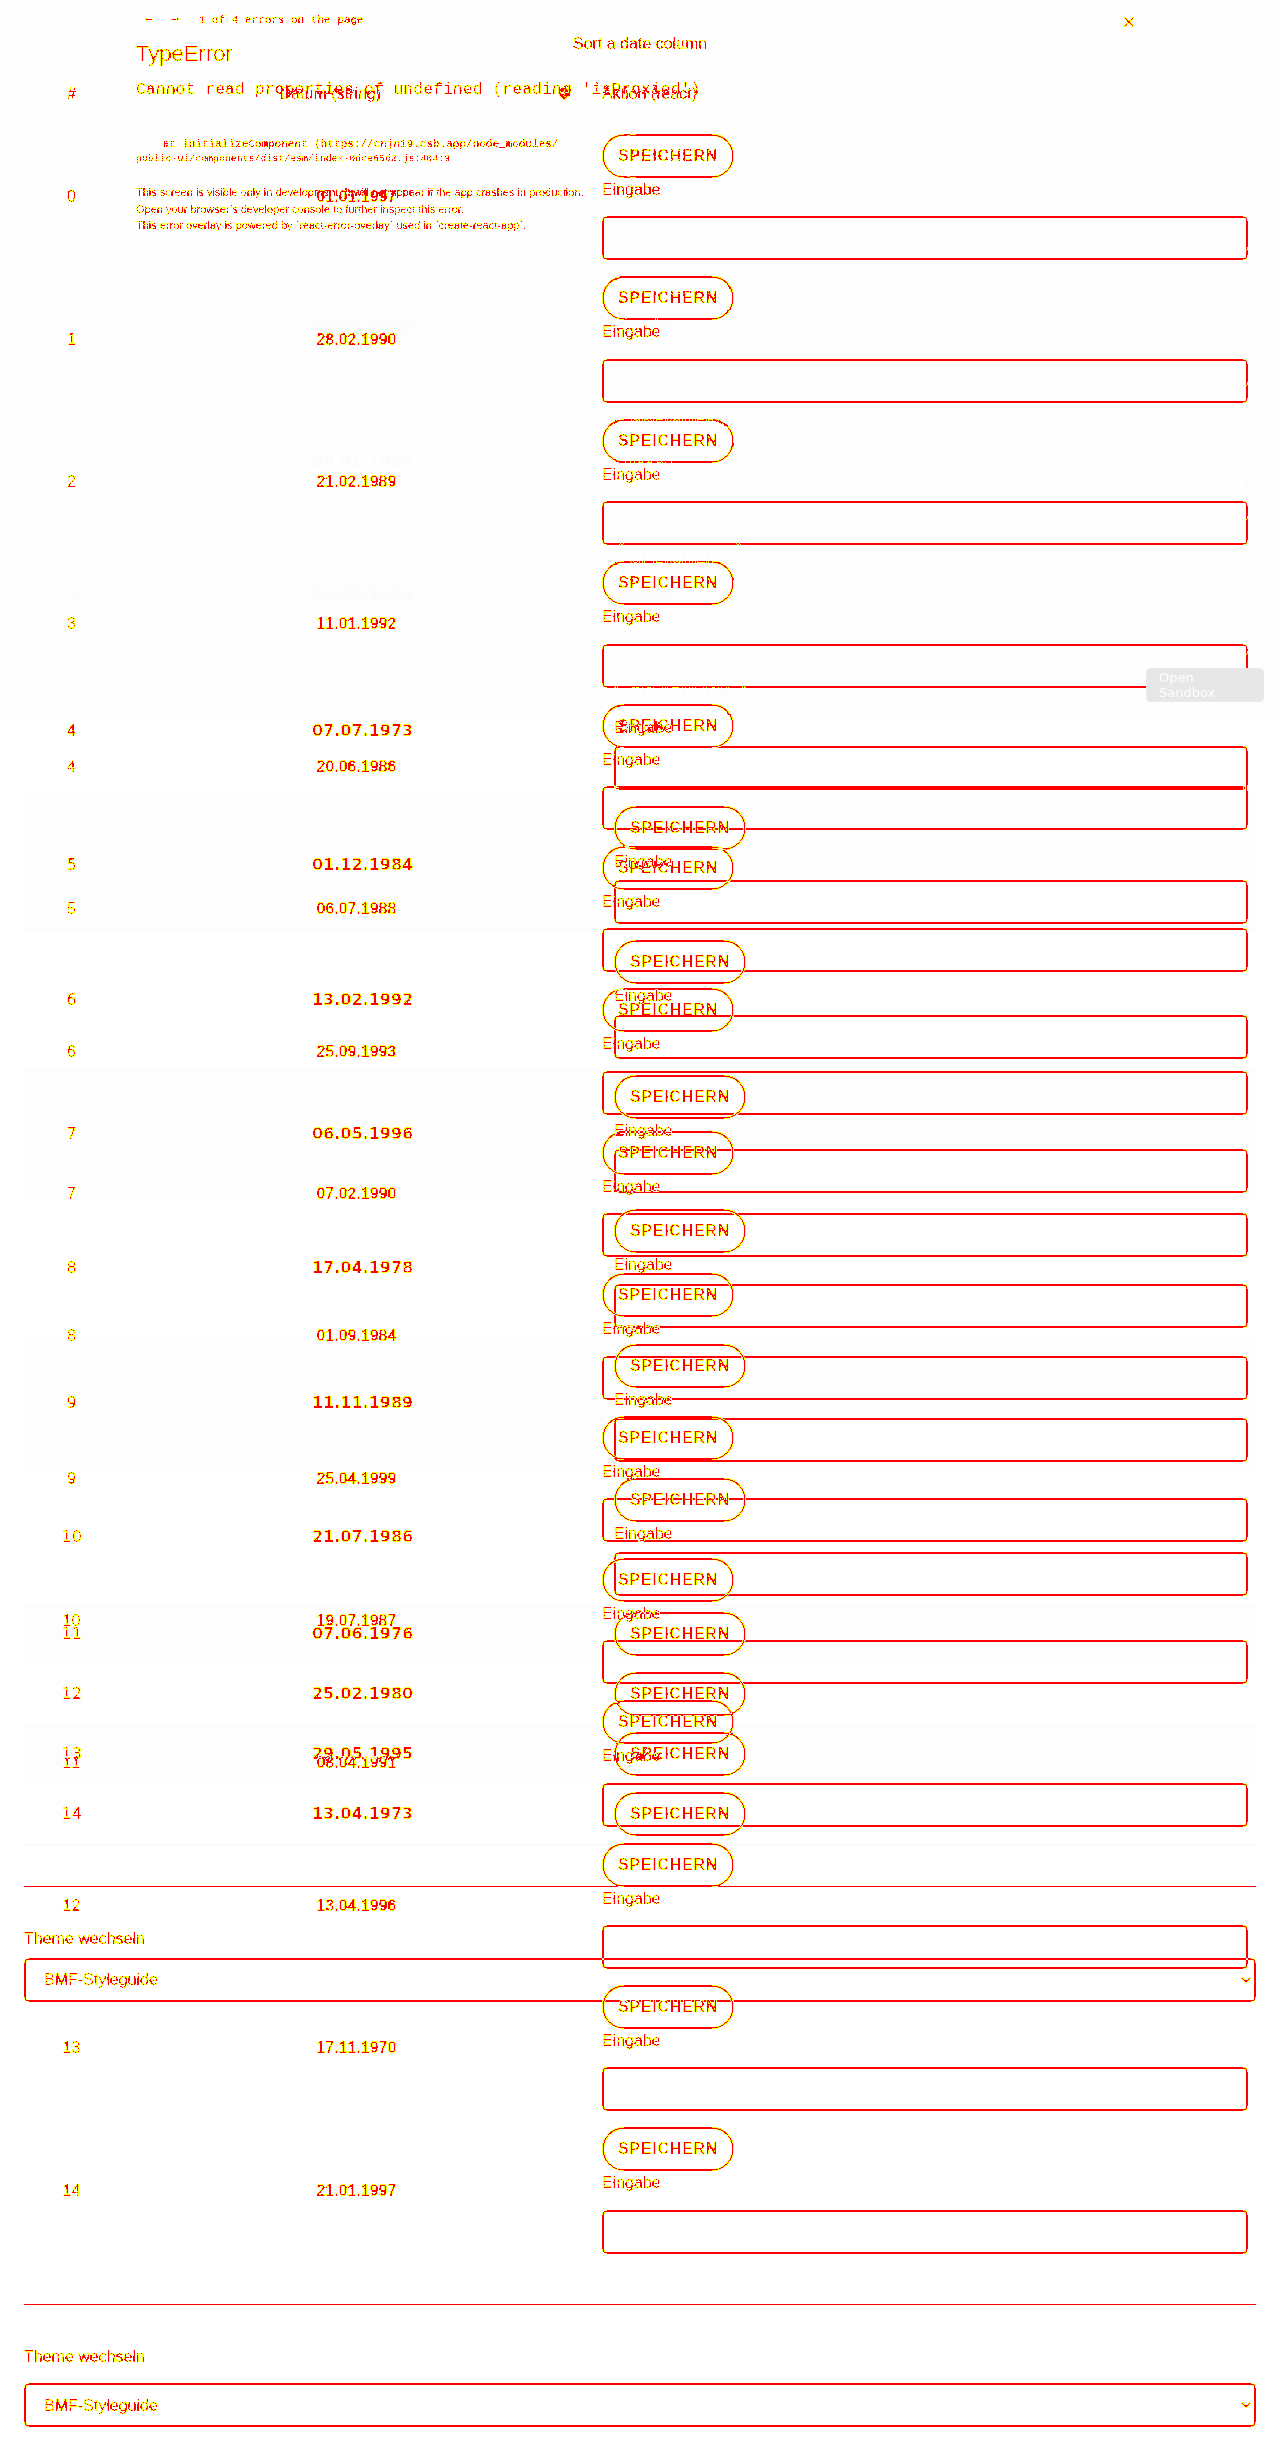 ← → 1 of 4 errors on the page ×
Sort a date column
TypeError
Cannot read properties of undefined (reading 'isProxied')
# Datum (string) Aktion (react)
at initializeComponent (https://cnjni9.csb.app/node_modules/
SPEICHERN
Eingabe
0 01.01.1997
This screen is visible only in development. It will not appear if the app crashes in production.
Open your browser's developer console to further inspect this error.
This error overlay is powered by `react-error-overlay` used in `create-react-app`.
SPEICHERN
Eingabe
1 28.02.1990
SPEICHERN
Eingabe
2 21.02.1989
SPEICHERN
Eingabe
3 11.01.1992
Open
Sandbox
SPEICHERN
4 07.07.1973 Eingabe
Eingabe
4 20.06.1986
SPEICHERN
5 01.12.1984 Eingabe
SPEICHERN
Eingabe
5 06.07.1988
SPEICHERN
6 13.02.1992 Eingabe
SPEICHERN
Eingabe
6 25.09.1993
SPEICHERN
7 06.05.1996 Eingabe
SPEICHERN
Eingabe
7 07.02.1990
SPEICHERN
8 17.04.1978 Eingabe
SPEICHERN
Eingabe
8 01.09.1984
SPEICHERN
9 11.11.1989 Eingabe
SPEICHERN
Eingabe
9 25.04.1999
SPEICHERN
10 21.07.1986 Eingabe
SPEICHERN
Eingabe
10 19.07.1987
11 07.06.1976 SPEICHERN
12 25.02.1980 SPEICHERN
SPEICHERN
13 29.05.1995 SPEICHERN
Eingabe
11 08.04.1991
14 13.04.1973 SPEICHERN
SPEICHERN
Eingabe
12 13.04.1996
Theme wechseln
BMF-Styleguide
SPEICHERN
Eingabe
13 17.11.1970
SPEICHERN
Eingabe
14 21.01.1997
Theme wechseln
BMF-Styleguide